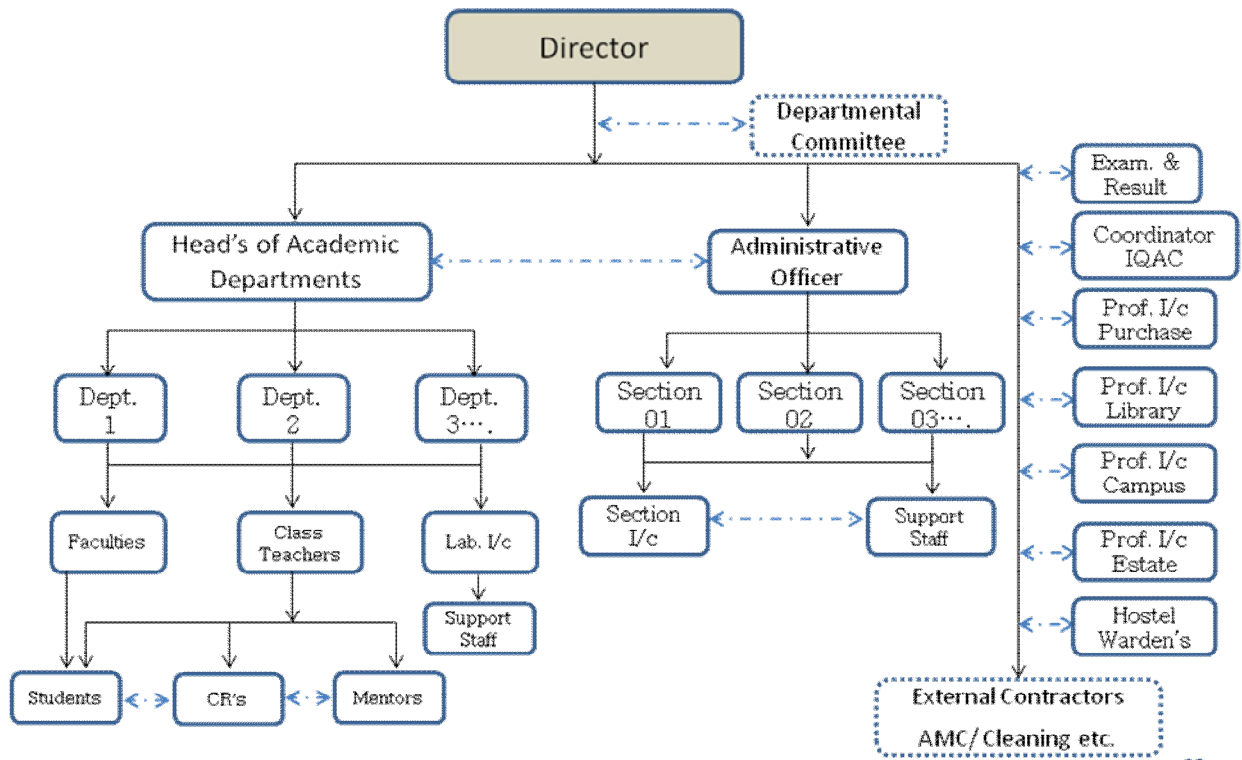 Director
Departmental
Committee
Exam. &
Result
Head's of Academic
Departments
Administrative
Officer
Coordinator
IQAC
Prof. I/c
Purchase
Dept.
1
Dept.
2
Dept.
3….
Section
01
Section
02
Section
03….
Prof. I/c
Library
Prof. I/c
Campus
Faculties
Class
Teachers
Lab. I/c
Section
I/c
Support
Staff
Prof. I/c
Estate
Support
Staff
Hostel
Warden's
Students
CR's
Mentors
External Contractors
AMC/Cleaning etc.